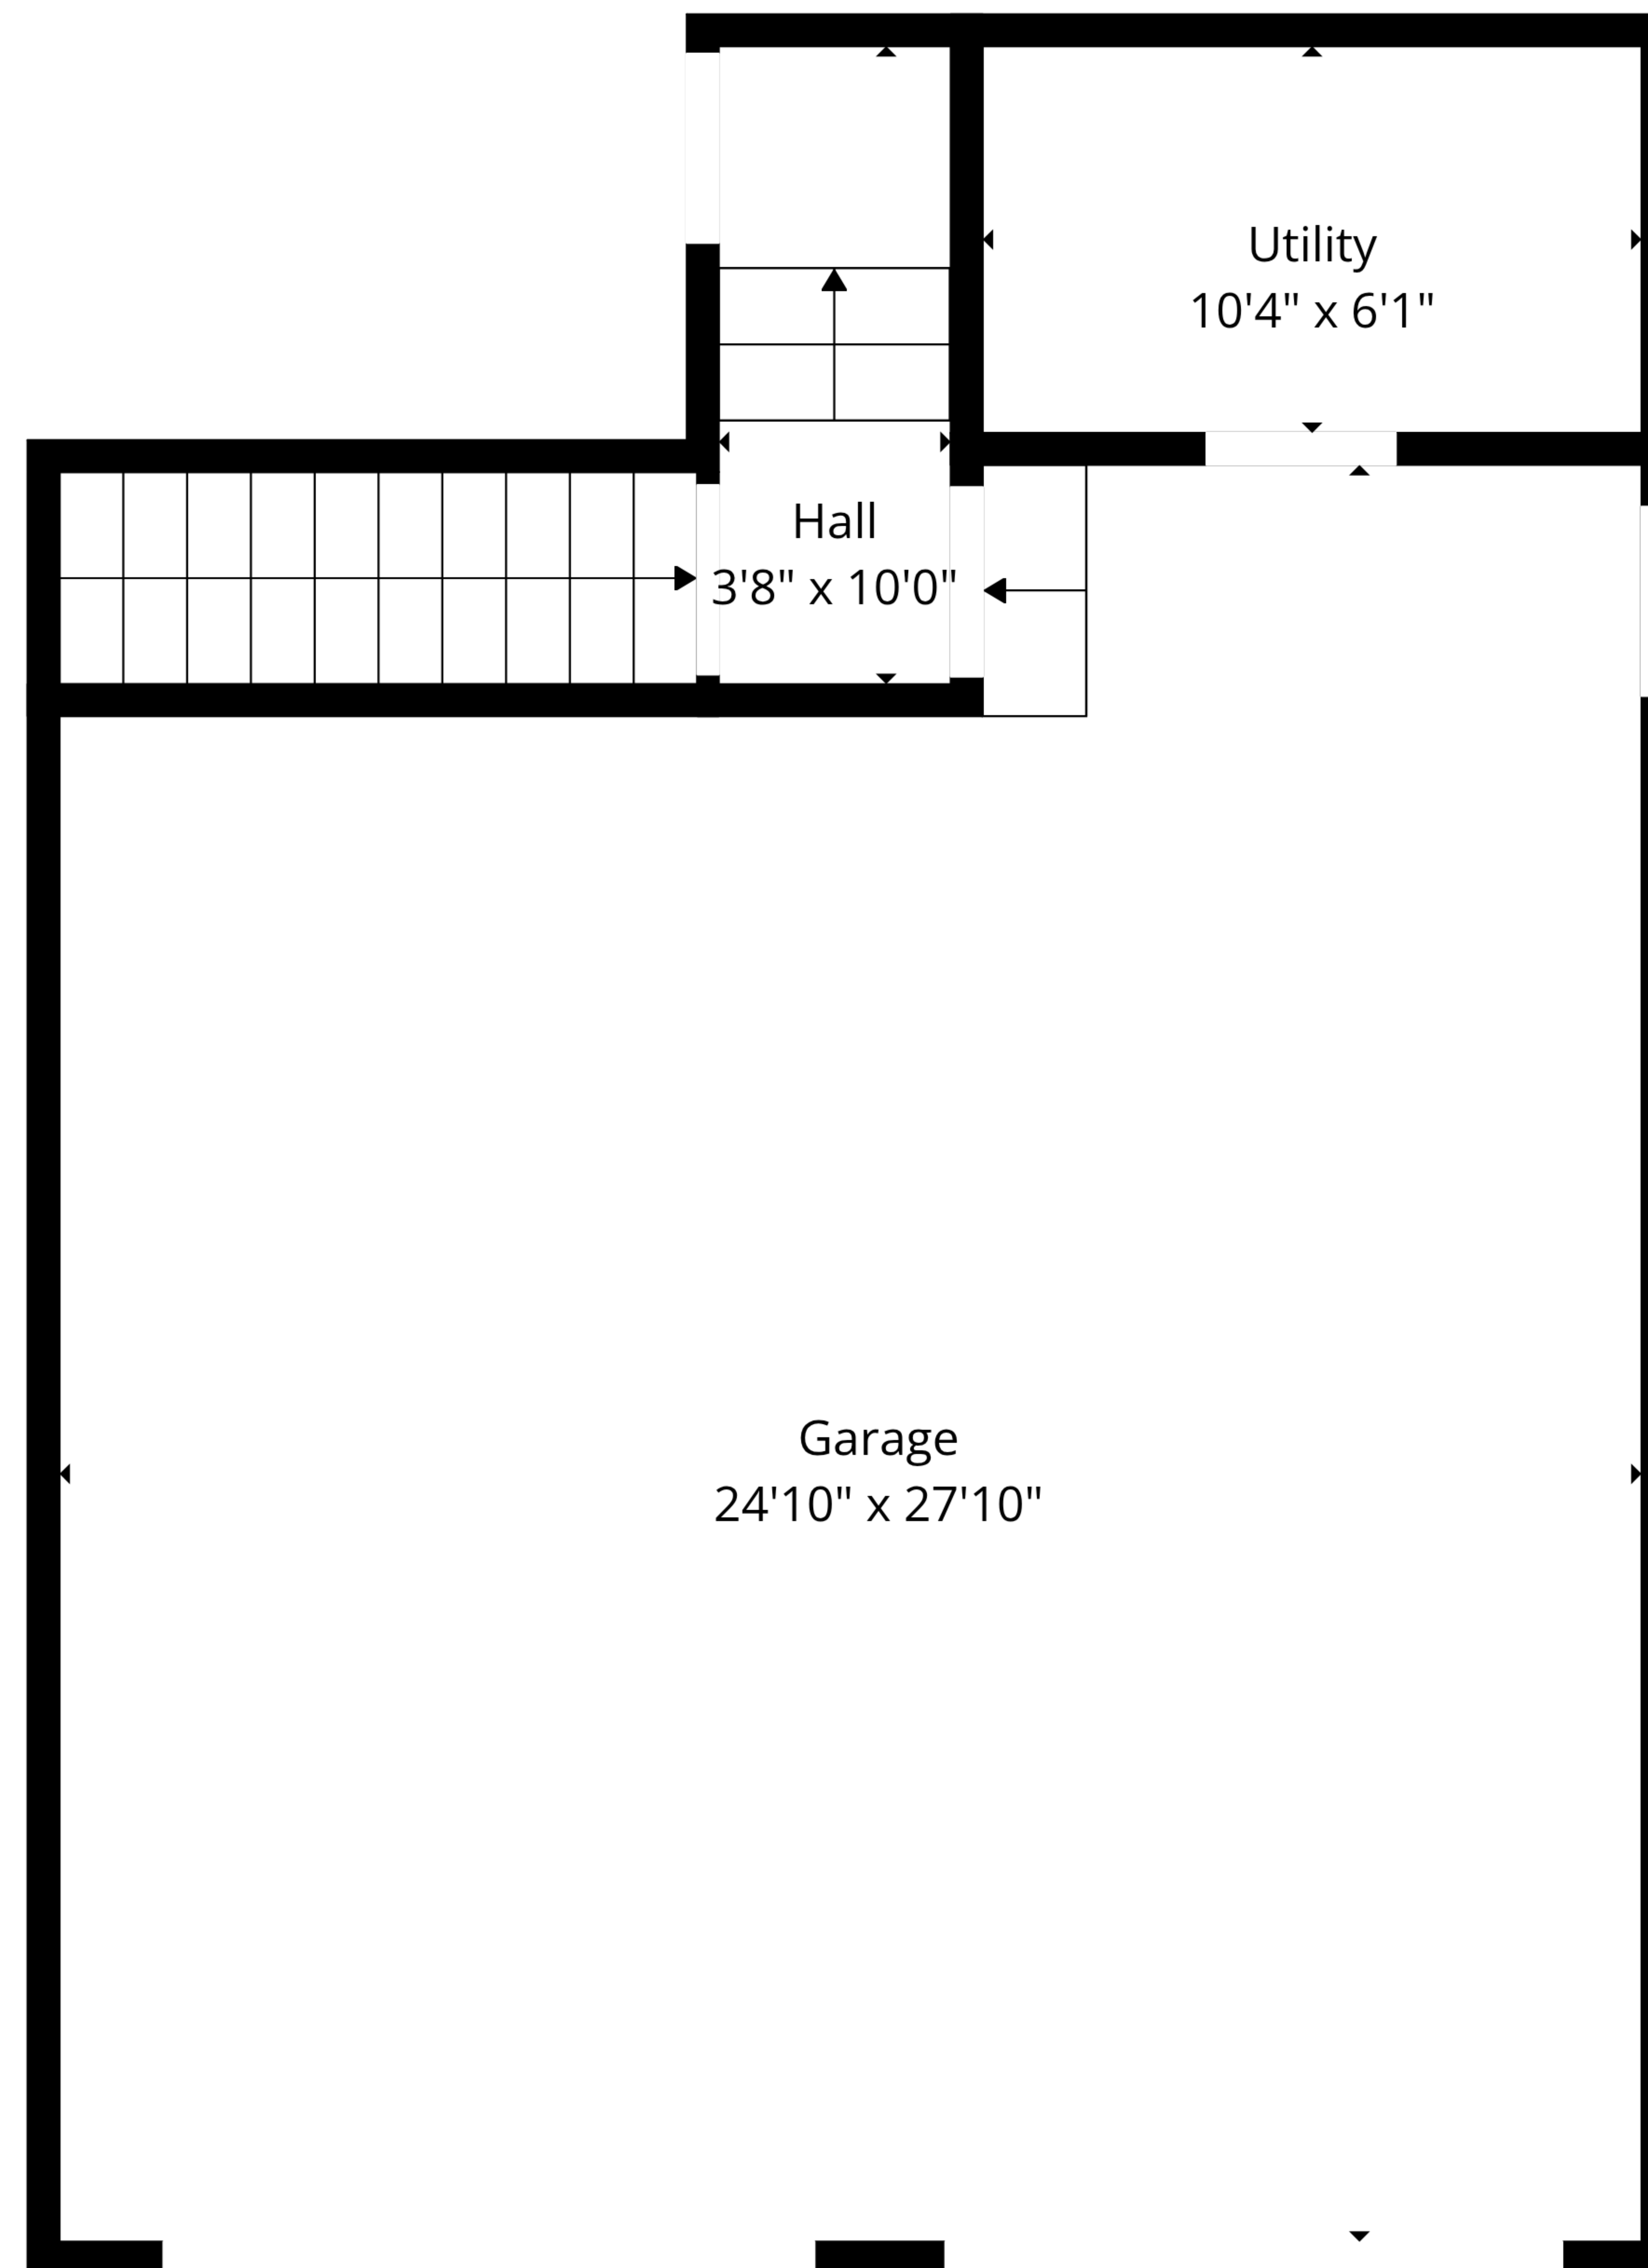 Utility
10'4" x 6'1"
Hall
3'8" x 10'0"
Garage
24'10" x 27'10"